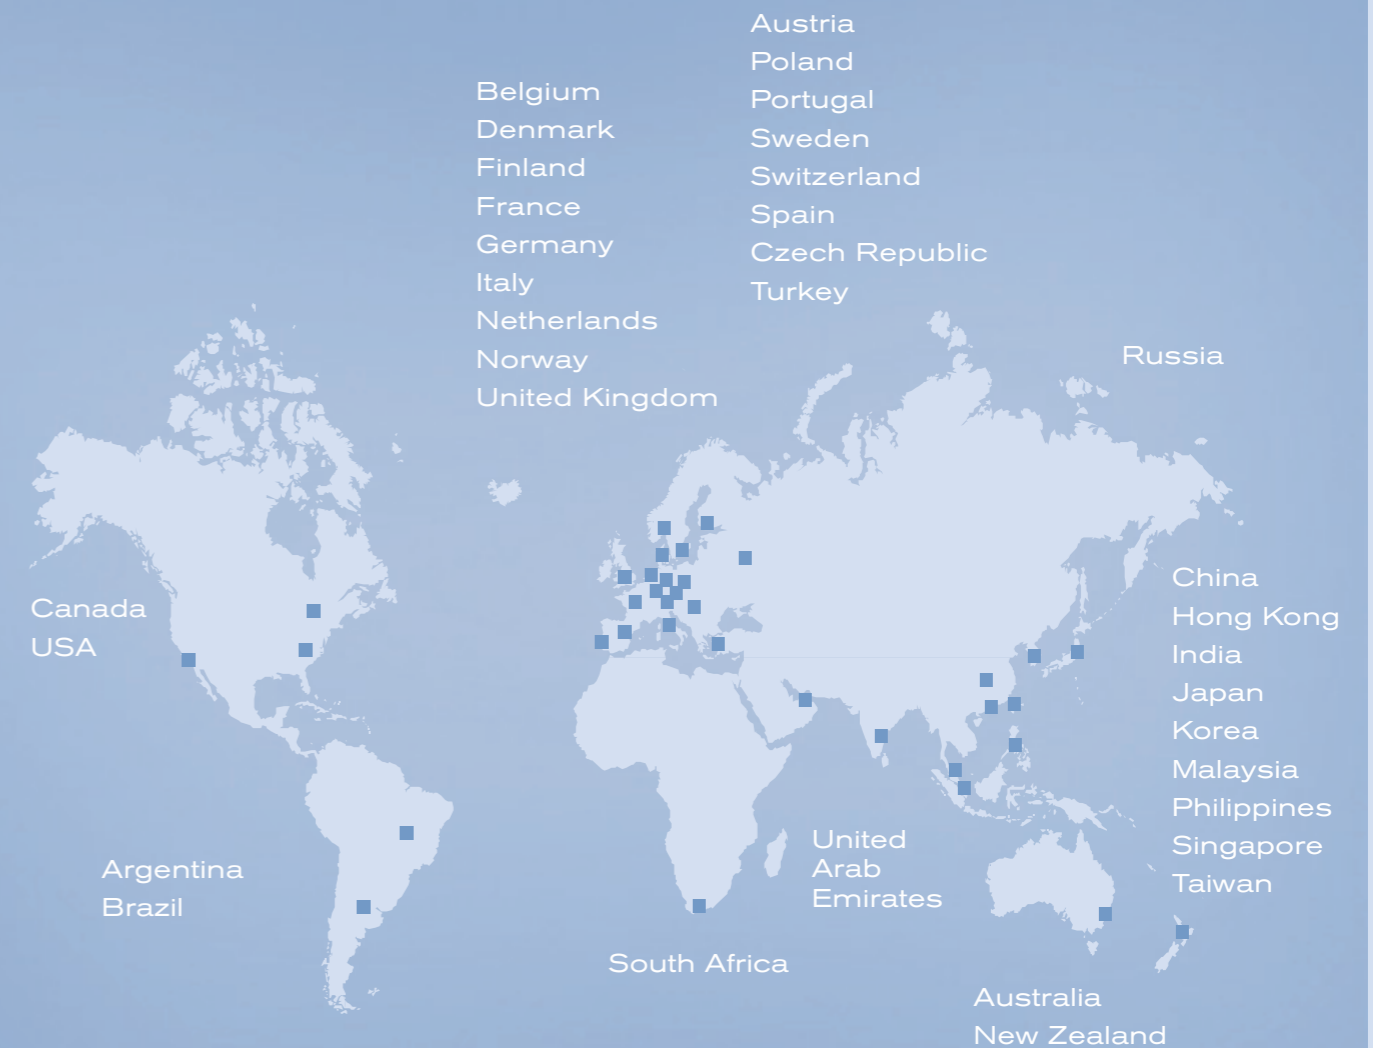 Austria
Poland
Portugal
Sweden
Switzerland
Spain
Czech Republic
Turkey
Belgium
Denmark
Finland
France
Germany
Italy
Netherlands
Norway
United Kingdom
Russia
Canada
USA
China
Hong Kong
India
Japan
Korea
Malaysia
Philippines
Singapore
Taiwan
Argentina
Brazil
United
Arab
Emirates
South Africa
Australia
New Zealand